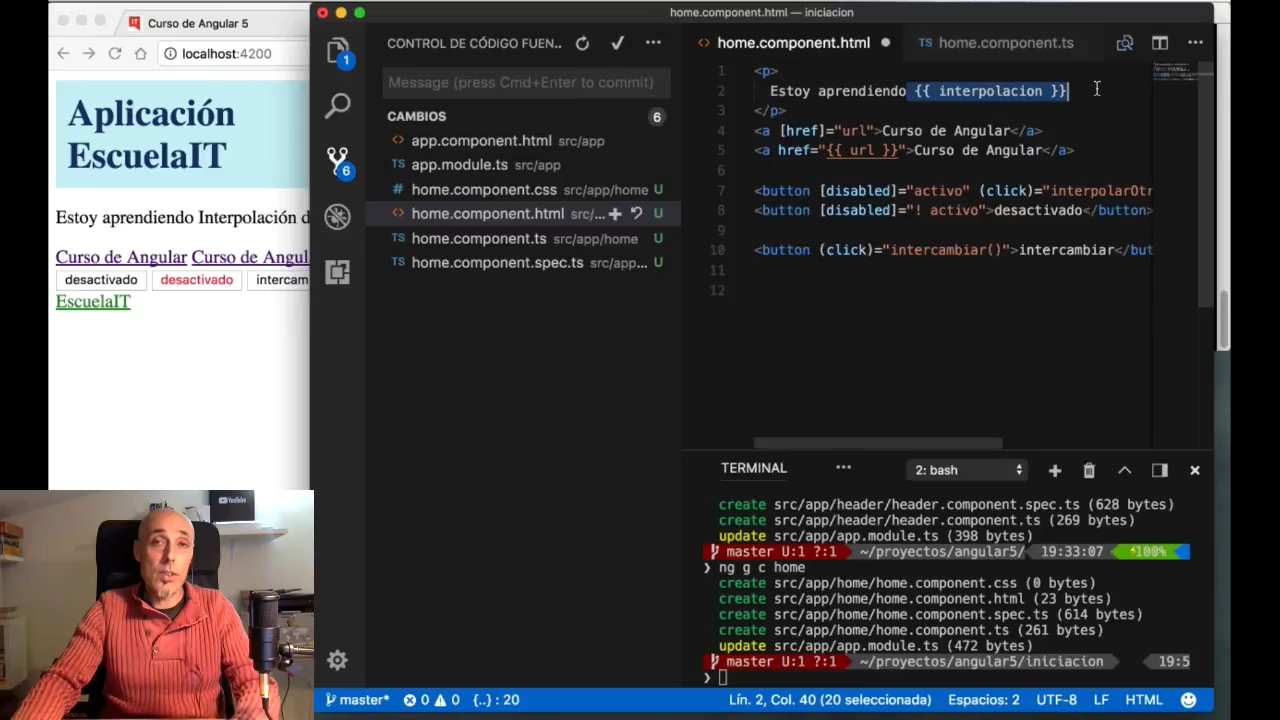 home.component.html — iniciacion
Curso de Angular 5
localhost:4200
Aplicación
EscuelaIT
Estoy aprendiendo Interpolación d
Curso de Angular Curso de Angul
desactivado desactivado intercam
EscuelaIT
YouTube
1
6
CONTROL DE CÓDIGO FUEN...
Message (press Cmd+Enter to commit)
CAMBIOS 6
<> app.component.html src/app
TS app.module.ts src/app
# home.component.css src/app/home U
<> home.component.html src/... U
TS home.component.ts src/app/home U
home.component.spec.ts src/app... U
<> home.component.html
TS home.component.ts
1 <p>
2 Estoy aprendiendo {{ interpolacion }}
3 </p>
4 <a [href]="url">Curso de Angular</a>
5 <a href="{{ url }}">Curso de Angular</a>
6
7 <button [disabled]="activo" (click)="interpolarOtr
8 <button [disabled]="! activo">desactivado</button>
9
10 <button (click)="intercambiar()">intercambiar</but
11
12
TERMINAL ... 2: bash
create src/app/header/header.component.spec.ts (628 bytes)
create src/app/header/header.component.ts (269 bytes)
update src/app/app.module.ts (398 bytes)
master U:1 ?:1 ~/proyectos/angular5/ 19:33:07 100%
❯ ng g c home
create src/app/home/home.component.css (0 bytes)
create src/app/home/home.component.html (23 bytes)
create src/app/home/home.component.spec.ts (614 bytes)
create src/app/home/home.component.ts (261 bytes)
update src/app/app.module.ts (472 bytes)
master U:1 ?:1 ~/proyectos/angular5/iniciacion 19:5
❯
master* 0 0 {..} : 20 Lín. 2, Col. 40 (20 seleccionada) Espacios: 2 UTF-8 LF HTML